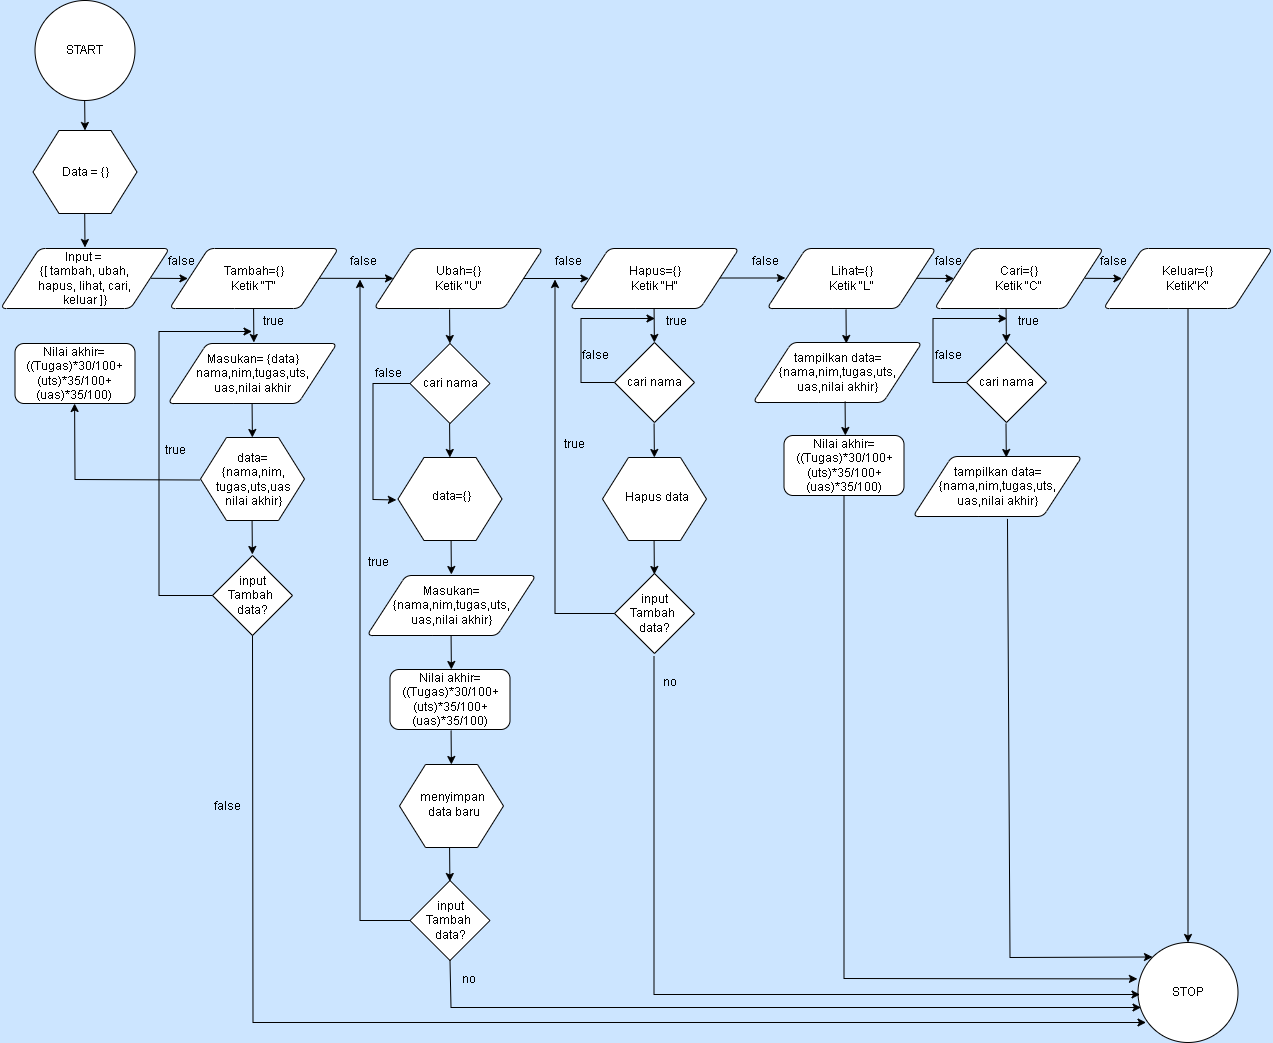 START
Data = {}
Input =
{[ tambah, ubah,
hapus, lihat, cari,
keluar ]}
false
Tambah={}
Ketik "T"
false
Ubah={}
Ketik "U"
false
Hapus={}
Ketik "H"
false
Lihat={}
Ketik "L"
false
Cari={}
Ketik "C"
false
Keluar={}
Ketik"K"
true
Masukan= {data}
nama,nim,tugas,uts,
uas,nilai akhir
Nilai akhir=
((Tugas)*30/100+
(uts)*35/100+
(uas)*35/100)
true
data=
{nama,nim,
tugas,uts,uas
nilai akhir}
input
Tambah
data?
false
cari nama
false
data={}
true
Masukan=
{nama,nim,tugas,uts,
uas,nilai akhir}
Nilai akhir=
((Tugas)*30/100+
(uts)*35/100+
(uas)*35/100)
menyimpan
data baru
input
Tambah
data?
no
true
false
cari nama
true
Hapus data
input
Tambah
data?
no
tampilkan data=
{nama,nim,tugas,uts,
uas,nilai akhir}
Nilai akhir=
((Tugas)*30/100+
(uts)*35/100+
(uas)*35/100)
true
false
cari nama
tampilkan data=
{nama,nim,tugas,uts,
uas,nilai akhir}
STOP